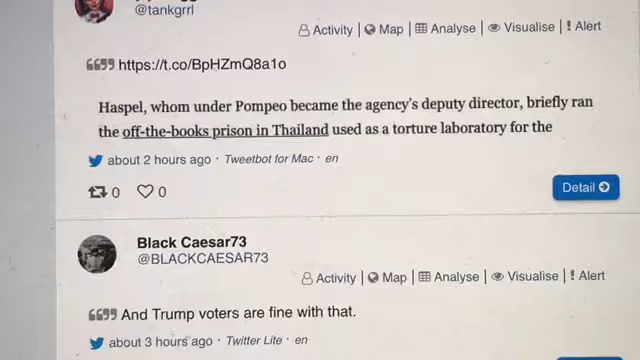 @tankgrrl
Activity | Map | Analyse | Visualise | ! Alert
https://t.co/BpHZmQ8a1o
Haspel, whom under Pompeo became the agency's deputy director, briefly ran
the off-the-books prison in Thailand used as a torture laboratory for the
about 2 hours ago · Tweetbot for Mac · en
0 0
Detail
Black Caesar73
@BLACKCAESAR73
Activity | Map | Analyse | Visualise | ! Alert
And Trump voters are fine with that.
about 3 hours ago · Twitter Lite · en